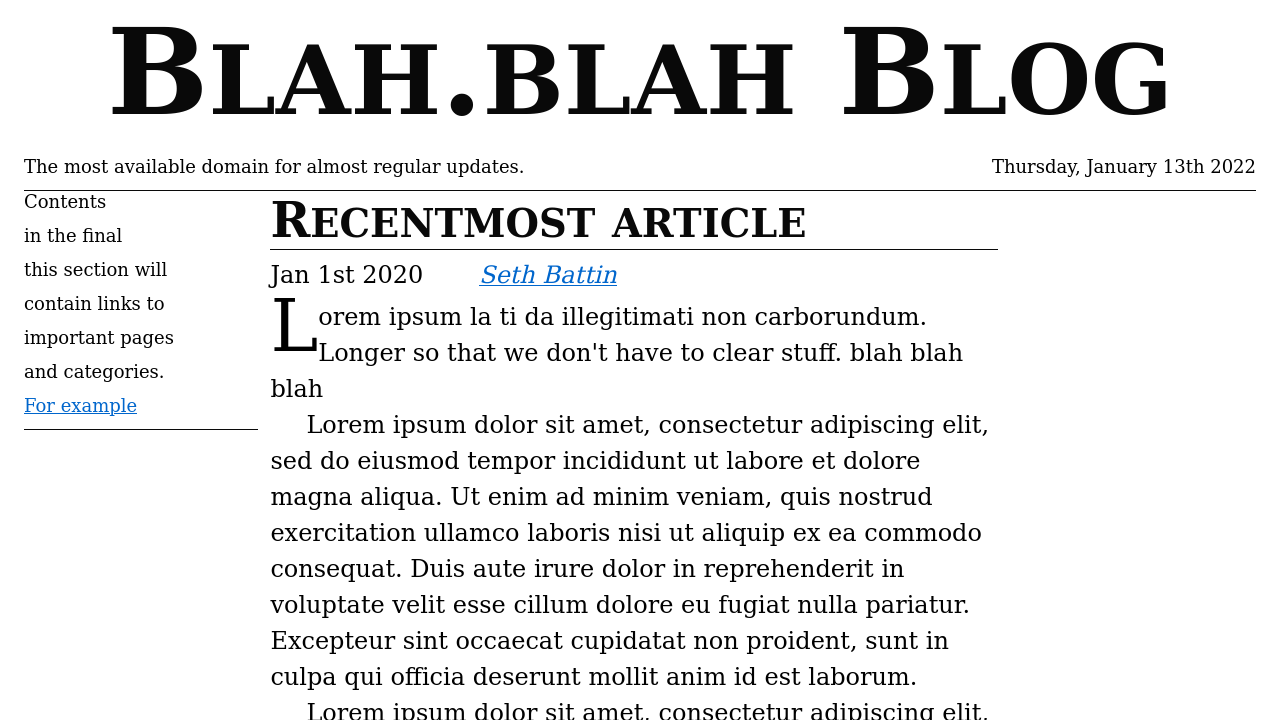 Blah.blah Blog
The most available domain for almost regular updates.
Thursday, January 13th 2022
Contents
in the final
this section will
contain links to
important pages
and categories.
For example
Recentmost article
Jan 1st 2020 Seth Battin
Lorem ipsum la ti da illegitimati non carborundum.
Longer so that we don't have to clear stuff. blah blah
blah
Lorem ipsum dolor sit amet, consectetur adipiscing elit,
sed do eiusmod tempor incididunt ut labore et dolore
magna aliqua. Ut enim ad minim veniam, quis nostrud
exercitation ullamco laboris nisi ut aliquip ex ea commodo
consequat. Duis aute irure dolor in reprehenderit in
voluptate velit esse cillum dolore eu fugiat nulla pariatur.
Excepteur sint occaecat cupidatat non proident, sunt in
culpa qui officia deserunt mollit anim id est laborum.
Lorem ipsum dolor sit amet, consectetur adipiscing elit,